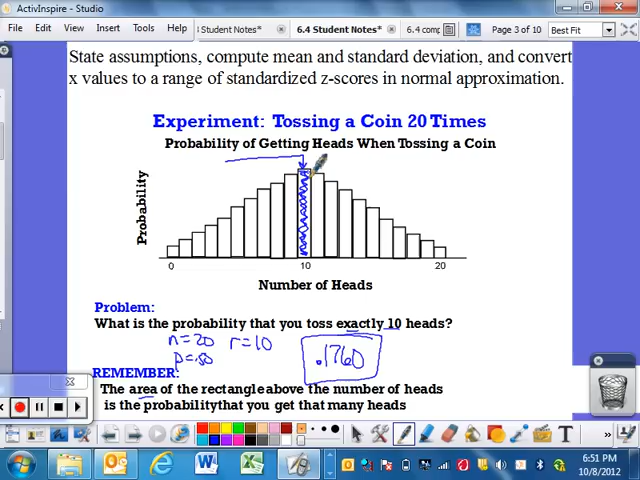 ActivInspire - Studio
File Edit View Insert Tools Help
l Student Notes* 6.4 Student Notes* 6.4 comp Page 3 of 10 Best Fit
State assumptions, compute mean and standard deviation, and convert
x values to a range of standardized z-scores in normal approximation.
Experiment: Tossing a Coin 20 Times
Probability of Getting Heads When Tossing a Coin
Probability
0 10 20
Number of Heads
Problem:
What is the probability that you toss exactly 10 heads?
n=20 r=10
p=.50
.1760
REMEMBER:
The area of the rectangle above the number of heads
is the probabilitythat you get that many heads
6:51 PM
10/8/2012